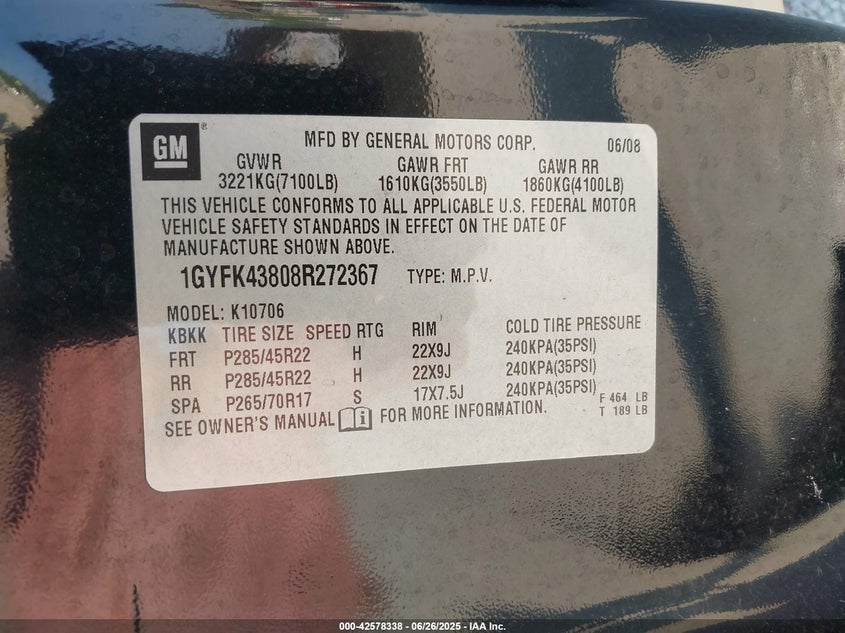 GM ®
MFD BY GENERAL MOTORS CORP. 06/08
GVWR GAWR FRT GAWR RR
3221KG(7100LB) 1610KG(3550LB) 1860KG(4100LB)
THIS VEHICLE CONFORMS TO ALL APPLICABLE U.S. FEDERAL MOTOR
VEHICLE SAFETY STANDARDS IN EFFECT ON THE DATE OF
MANUFACTURE SHOWN ABOVE.
1GYFK43808R272367 TYPE: M.P.V.
MODEL: K10706
KBKK TIRE SIZE SPEED RTG RIM COLD TIRE PRESSURE
FRT P285/45R22 H 22X9J 240KPA(35PSI)
RR P285/45R22 H 22X9J 240KPA(35PSI)
SPA P265/70R17 S 17X7.5J 240KPA(35PSI)
F 464 LB
T 189 LB
SEE OWNER'S MANUAL i FOR MORE INFORMATION.
000-42578338 - 06/26/2025 - IAA Inc.